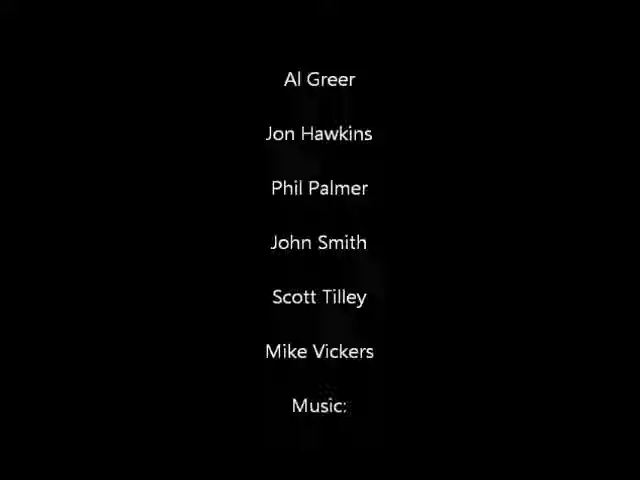 Al Greer
Jon Hawkins
Phil Palmer
John Smith
Scott Tilley
Mike Vickers
Music: